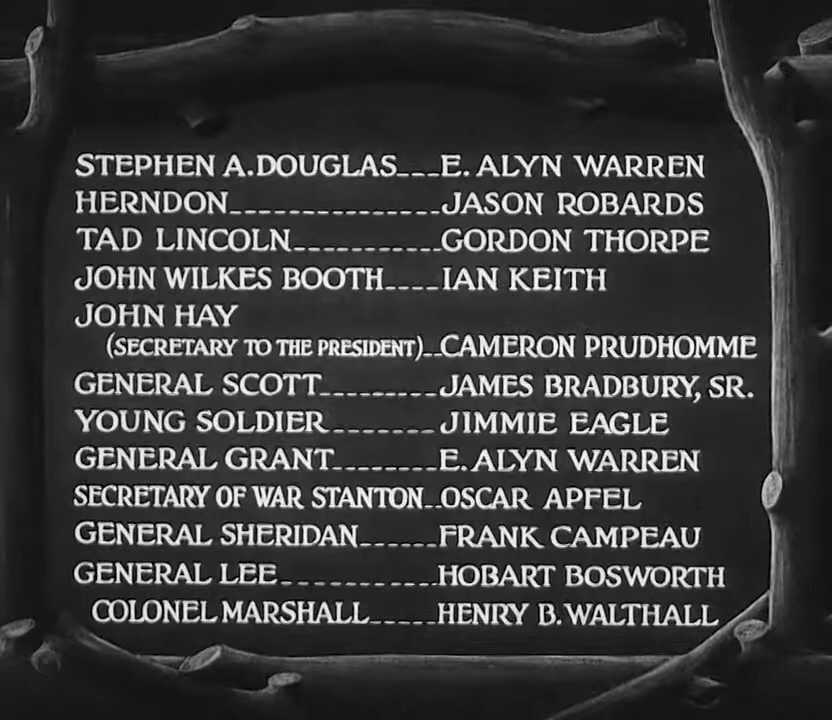 STEPHEN A. DOUGLAS___E. ALYN WARREN
HERNDON_______________JASON ROBARDS
TAD LINCOLN___________GORDON THORPE
JOHN WILKES BOOTH____IAN KEITH
JOHN HAY
(SECRETARY TO THE PRESIDENT)__CAMERON PRUDHOMME
GENERAL SCOTT_________JAMES BRADBURY, SR.
YOUNG SOLDIER________JIMMIE EAGLE
GENERAL GRANT________E. ALYN WARREN
SECRETARY OF WAR STANTON__OSCAR APFEL
GENERAL SHERIDAN______FRANK CAMPEAU
GENERAL LEE___________HOBART BOSWORTH
COLONEL MARSHALL_____HENRY B. WALTHALL